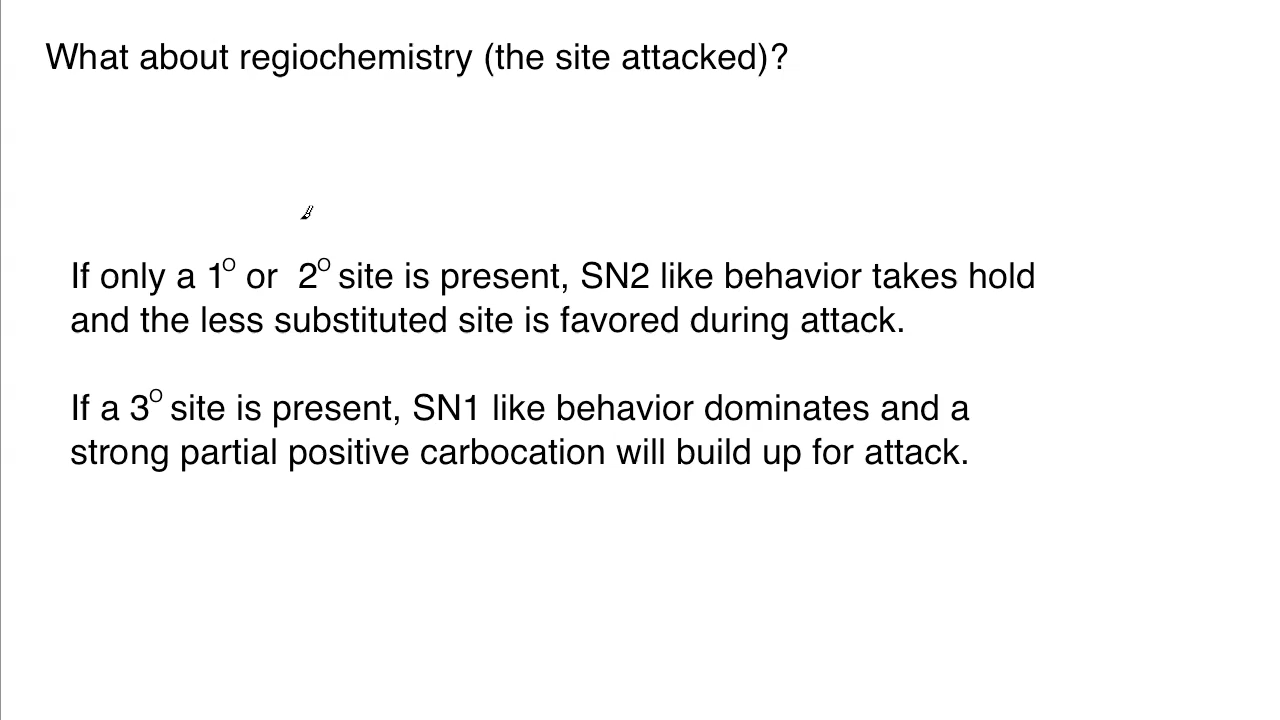 What about regiochemistry (the site attacked)?
If only a 1° or 2° site is present, SN2 like behavior takes hold
and the less substituted site is favored during attack.
If a 3° site is present, SN1 like behavior dominates and a
strong partial positive carbocation will build up for attack.